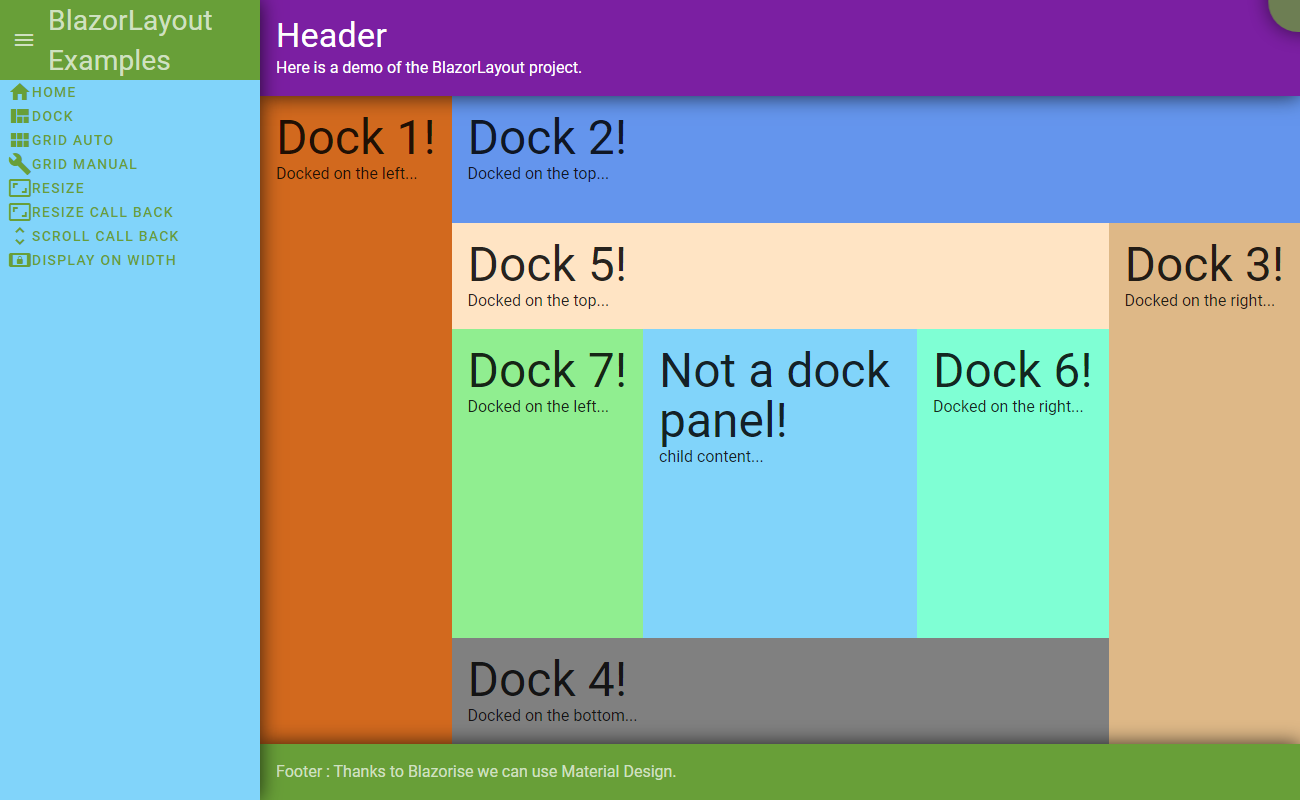 BlazorLayout
Examples
HOME
DOCK
GRID AUTO
GRID MANUAL
RESIZE
RESIZE CALL BACK
SCROLL CALL BACK
DISPLAY ON WIDTH
Header
Here is a demo of the BlazorLayout project.
Dock 1!
Docked on the left...
Dock 2!
Docked on the top...
Dock 5!
Docked on the top...
Dock 3!
Docked on the right...
Dock 7!
Docked on the left...
Not a dock
panel!
child content...
Dock 6!
Docked on the right...
Dock 4!
Docked on the bottom...
Footer : Thanks to Blazorise we can use Material Design.